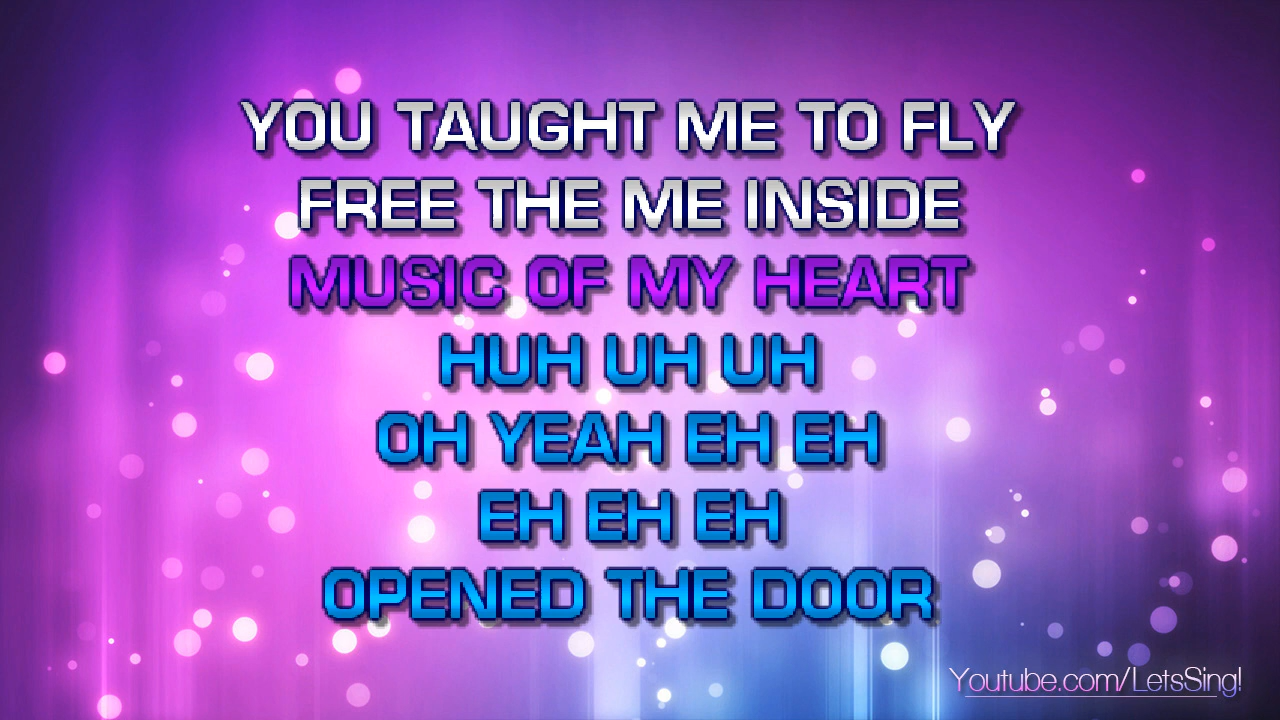 YOU TAUGHT ME TO FLY
FREE THE ME INSIDE
MUSIC OF MY HEART
HUH UH UH
OH YEAH EH EH
EH EH EH
OPENED THE DOOR
Youtube.com/LetsSing!